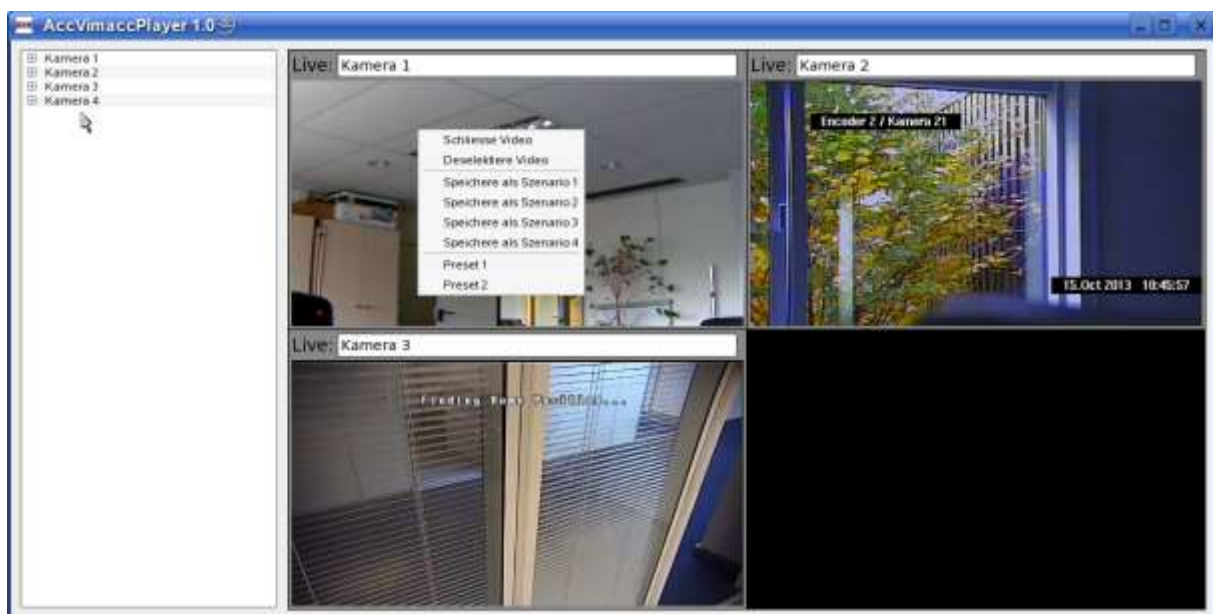 AccVimaccPlayer 1.0
Kamera 1
Kamera 2
Kamera 3
Kamera 4
Live: Kamera 1
Schliesse Video
Deselektiere Video
Speichere als Szenario 1
Speichere als Szenario 2
Speichere als Szenario 3
Speichere als Szenario 4
Preset 1
Preset 2
Live: Kamera 2
Encoder 2 / Kamera 21
15.Oct 2013 10:45:57
Live: Kamera 3
Finding Home